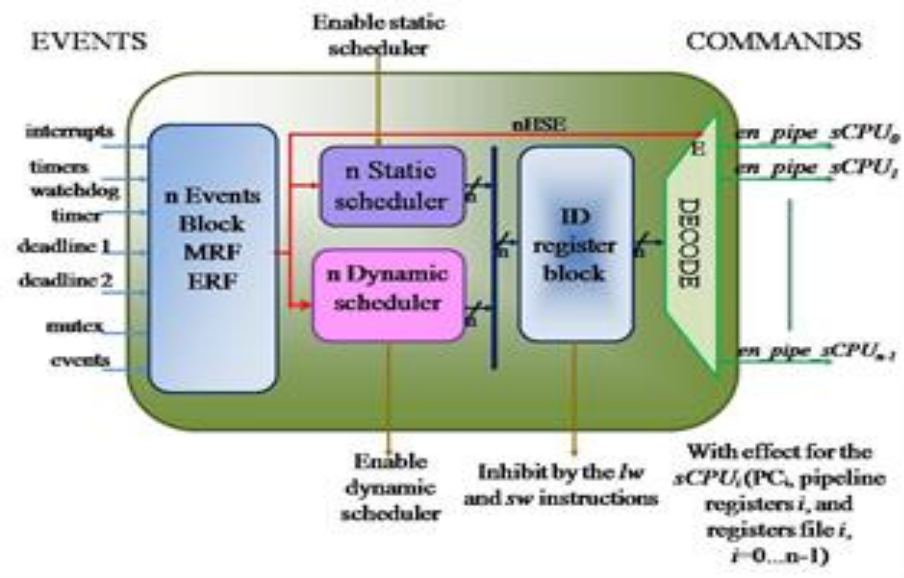 EVENTS
Enable static
scheduler
COMMANDS
interrupts
timers
watchdog
timer
deadline 1
deadline 2
mutex
events
n Events
Block
MRF
ERF
nHSE
n Static
scheduler
n
n Dynamic
scheduler
n
n
ID
register
block
n
E
DECODE
en_pipe_sCPU0
en_pipe_sCPU1
en_pipe_sCPUn-1
Enable
dynamic
scheduler
Inhibit by the lw
and sw instructions
With effect for the
sCPUi(PCi, pipeline
registers i, and
registers file i,
i=0...n-1)